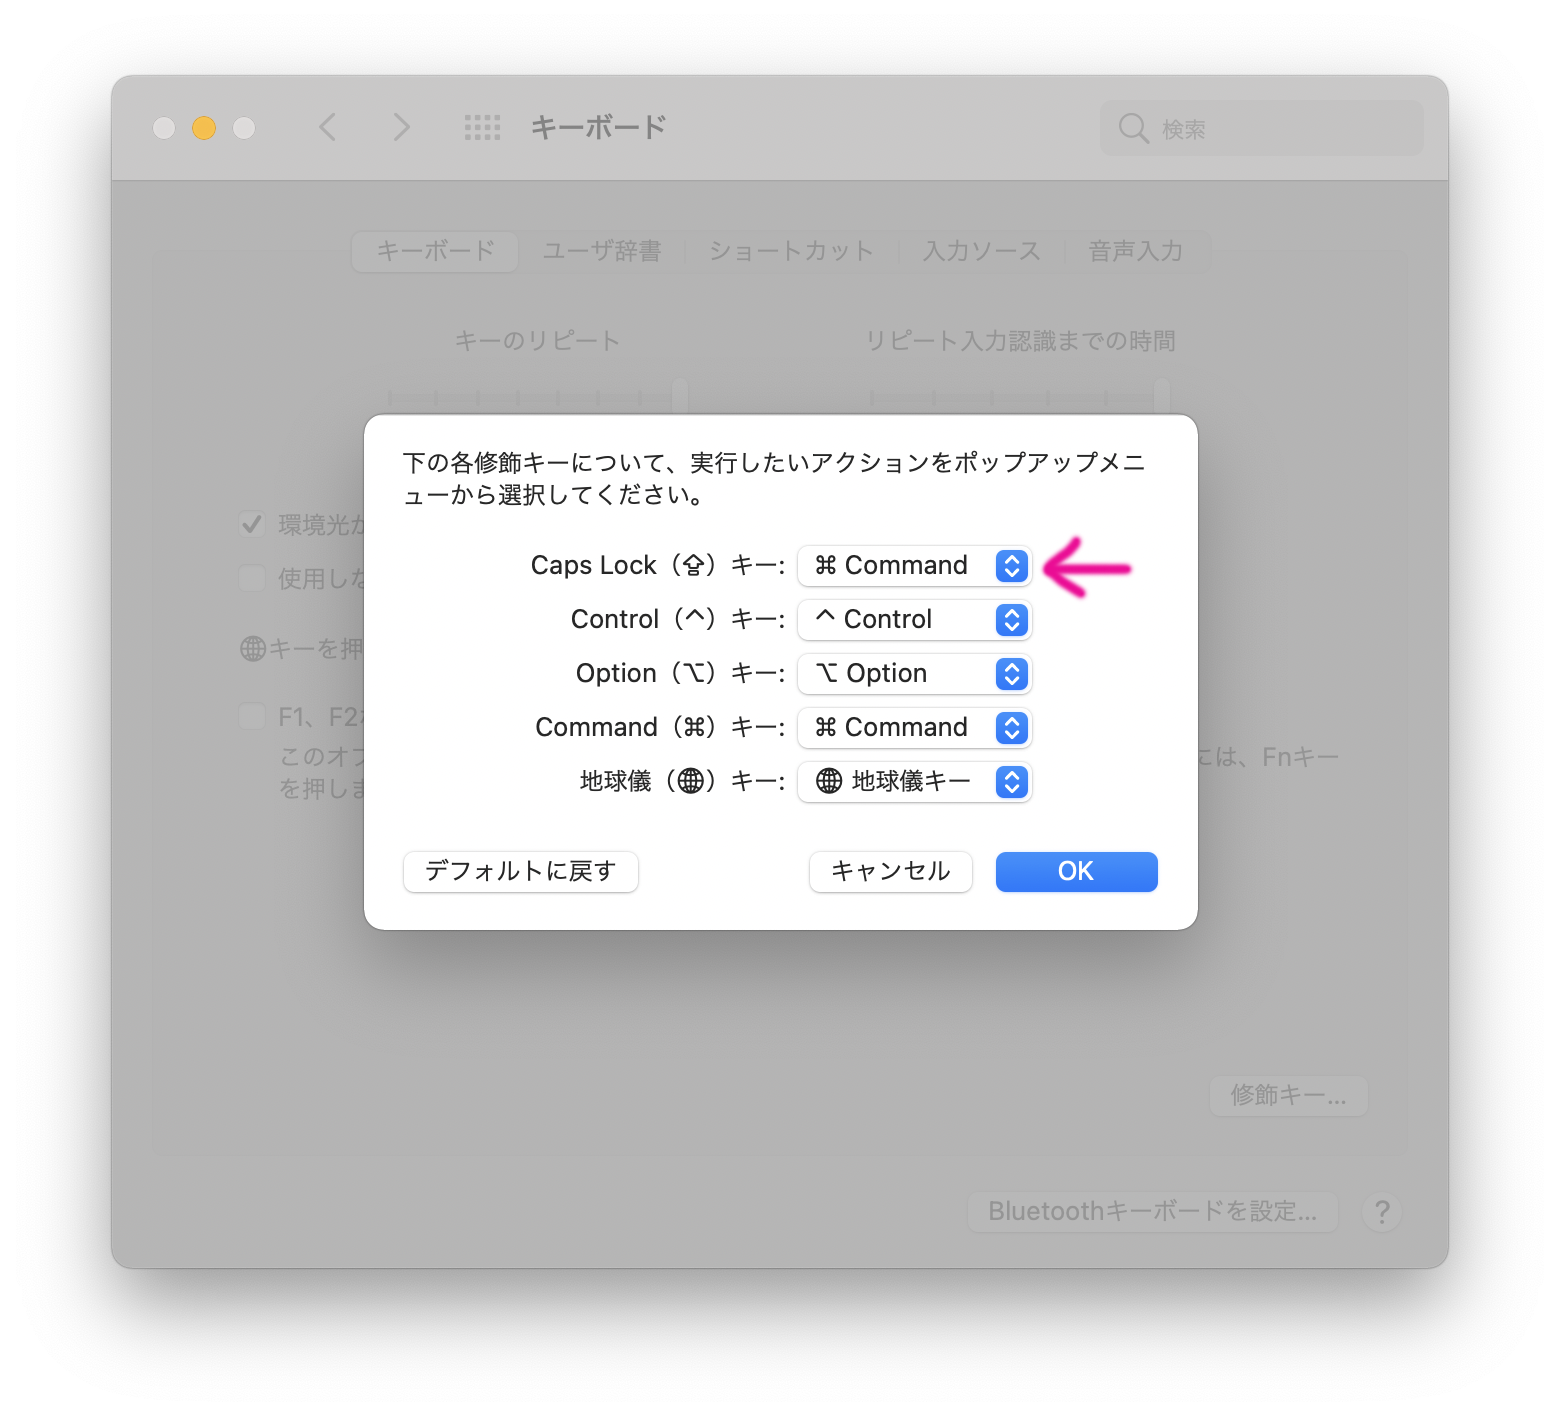 キーボード
検索
キーボード ユーザ辞書 ショートカット 入力ソース 音声入力
キーのリピート リピート入力認識までの時間
下の各修飾キーについて、実行したいアクションをポップアップメニ
ューから選択してください。
環境光
Caps Lock（⇪）キー: ⌘ Command
使用し
Control（^）キー: ^ Control
キーを押
Option（⌥）キー: ⌥ Option
F1、F2
Command（⌘）キー: ⌘ Command
このオ
には、Fnキー
を押し
地球儀（🌐）キー: 🌐 地球儀キー
デフォルトに戻す キャンセル OK
修飾キー...
Bluetoothキーボードを設定... ?